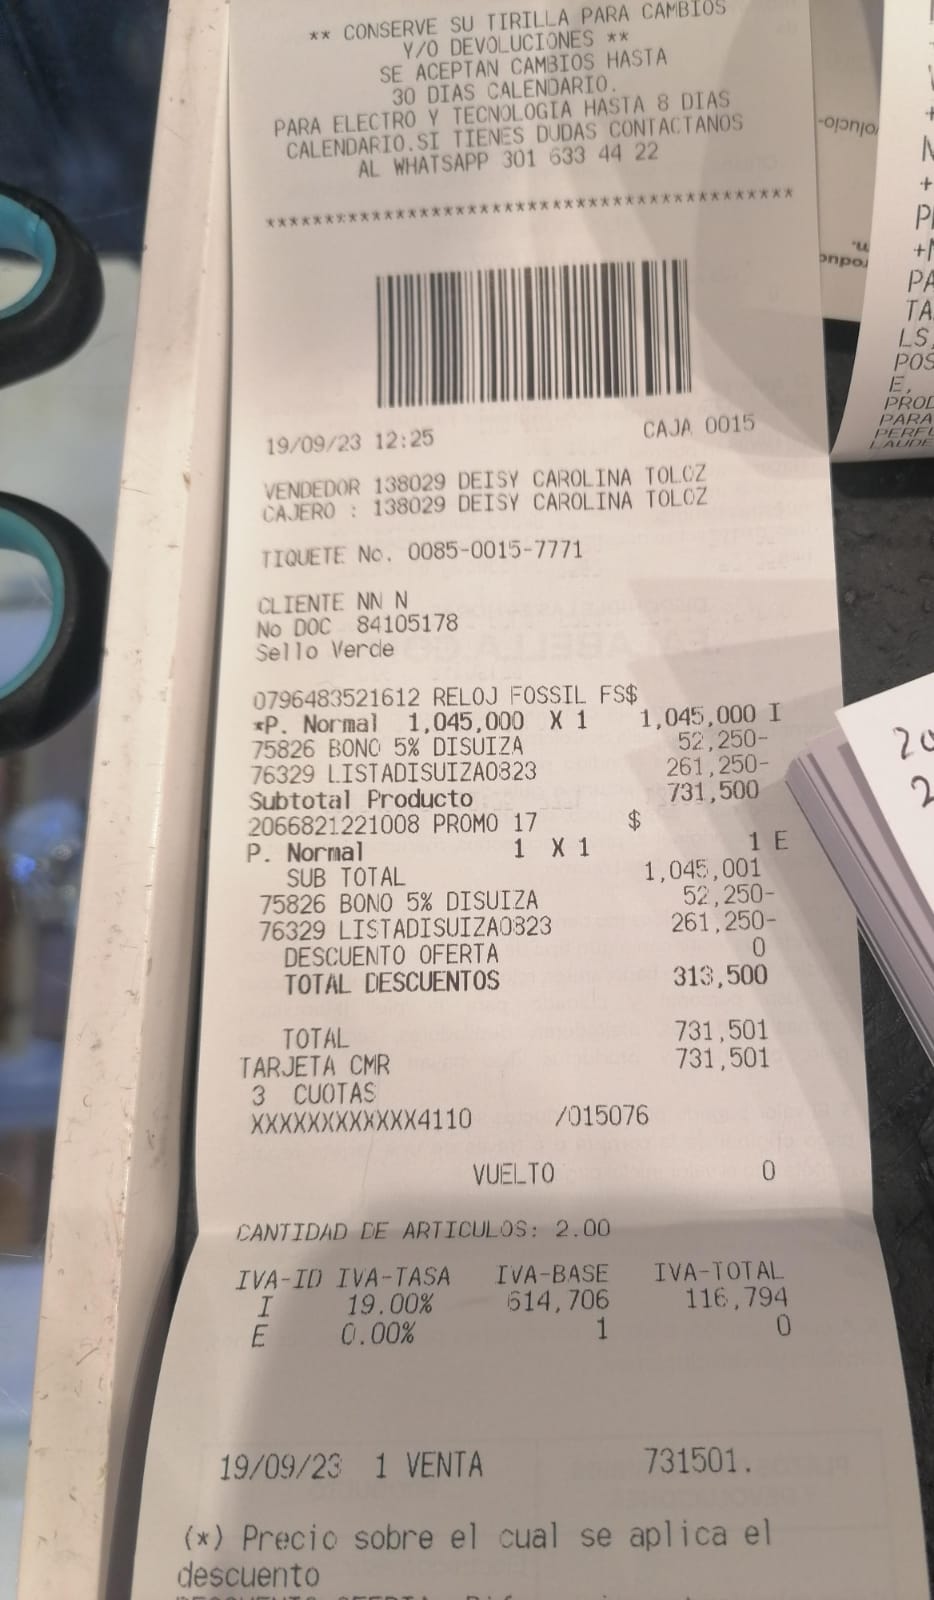 ** CONSERVE SU TIRILLA PARA CAMBIOS
Y/O DEVOLUCIONES **
SE ACEPTAN CAMBIOS HASTA
30 DIAS CALENDARIO.
PARA ELECTRO Y TECNOLOGIA HASTA 8 DIAS
CALENDARIO.SI TIENES DUDAS CONTACTANOS
AL WHATSAPP 301 633 44 22
******************************************
19/09/23 12:25 CAJA 0015
VENDEDOR 138029 DEISY CAROLINA TOLOZ
CAJERO : 138029 DEISY CAROLINA TOLOZ
TIQUETE No. 0085-0015-7771
CLIENTE NN N
No DOC 84105178
Sello Verde
0796483521612 RELOJ FOSSIL FS$
*P. Normal 1,045,000 X 1 1,045,000 I
75826 BONO 5% DISUIZA 52,250-
76329 LISTADISUIZA0823 261,250-
Subtotal Producto 731,500
2066821221008 PROMO 17 $
P. Normal 1 X 1 1 E
SUB TOTAL 1,045,001
75826 BONO 5% DISUIZA 52,250-
76329 LISTADISUIZA0823 261,250-
DESCUENTO OFERTA 0
TOTAL DESCUENTOS 313,500
TOTAL 731,501
TARJETA CMR 731,501
3 CUOTAS
XXXXXXXXXXXX4110 /015076
VUELTO 0
CANTIDAD DE ARTICULOS: 2.00
IVA-ID IVA-TASA IVA-BASE IVA-TOTAL
I 19.00% 614,706 116,794
E 0.00% 1 0
19/09/23 1 VENTA 731501.
(*) Precio sobre el cual se aplica el
descuento